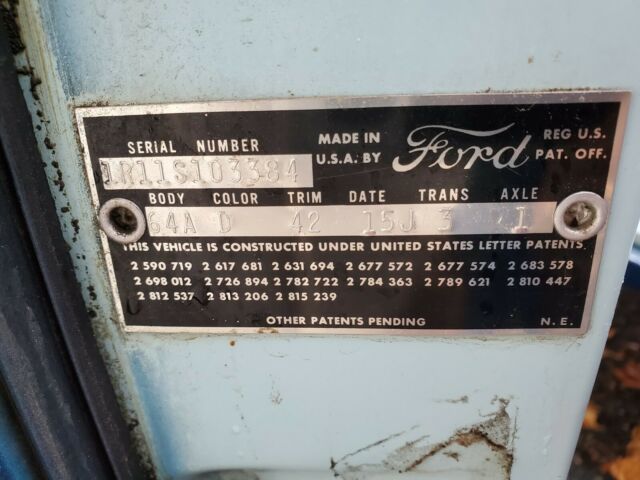 SERIAL NUMBER MADE IN U.S.A. BY Ford REG U.S. PAT. OFF.
1R11S103384
BODY COLOR TRIM DATE TRANS AXLE
64A D 42 15J 3 1
THIS VEHICLE IS CONSTRUCTED UNDER UNITED STATES LETTER PATENTS
2 590 719 2 617 681 2 631 694 2 677 572 2 677 574 2 683 578
2 698 012 2 726 894 2 782 722 2 784 363 2 789 621 2 810 447
2 812 537 2 813 206 2 815 239
OTHER PATENTS PENDING N.E.